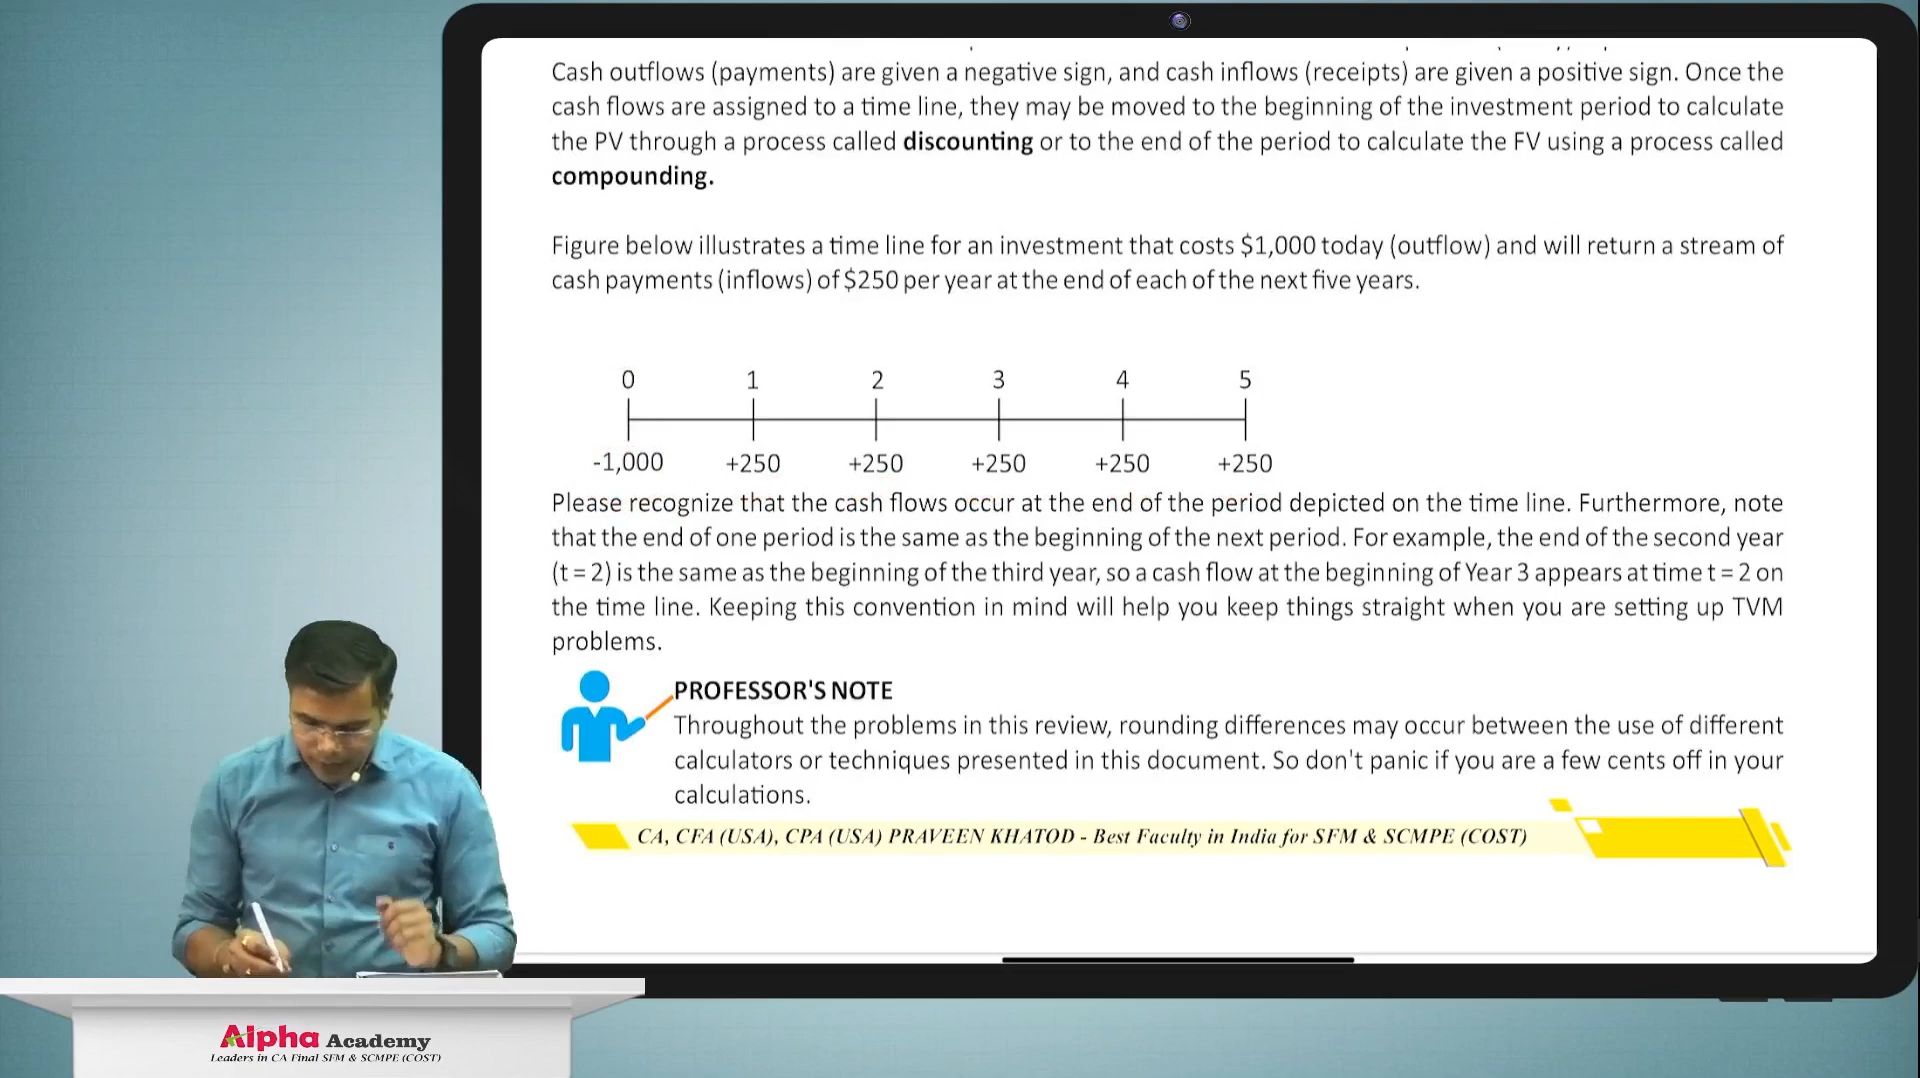 Cash outflows (payments) are given a negative sign, and cash inflows (receipts) are given a positive sign. Once the
cash flows are assigned to a time line, they may be moved to the beginning of the investment period to calculate
the PV through a process called discounting or to the end of the period to calculate the FV using a process called
compounding.
Figure below illustrates a time line for an investment that costs $1,000 today (outflow) and will return a stream of
cash payments (inflows) of $250 per year at the end of each of the next five years.
0 1 2 3 4 5
-1,000 +250 +250 +250 +250 +250
Please recognize that the cash flows occur at the end of the period depicted on the time line. Furthermore, note
that the end of one period is the same as the beginning of the next period. For example, the end of the second year
(t = 2) is the same as the beginning of the third year, so a cash flow at the beginning of Year 3 appears at time t = 2 on
the time line. Keeping this convention in mind will help you keep things straight when you are setting up TVM
problems.
PROFESSOR'S NOTE
Throughout the problems in this review, rounding differences may occur between the use of different
calculators or techniques presented in this document. So don't panic if you are a few cents off in your
calculations.
CA, CFA (USA), CPA (USA) PRAVEEN KHATOD - Best Faculty in India for SFM & SCMPE (COST)
Alpha Academy
Leaders in CA Final SFM & SCMPE (COST)